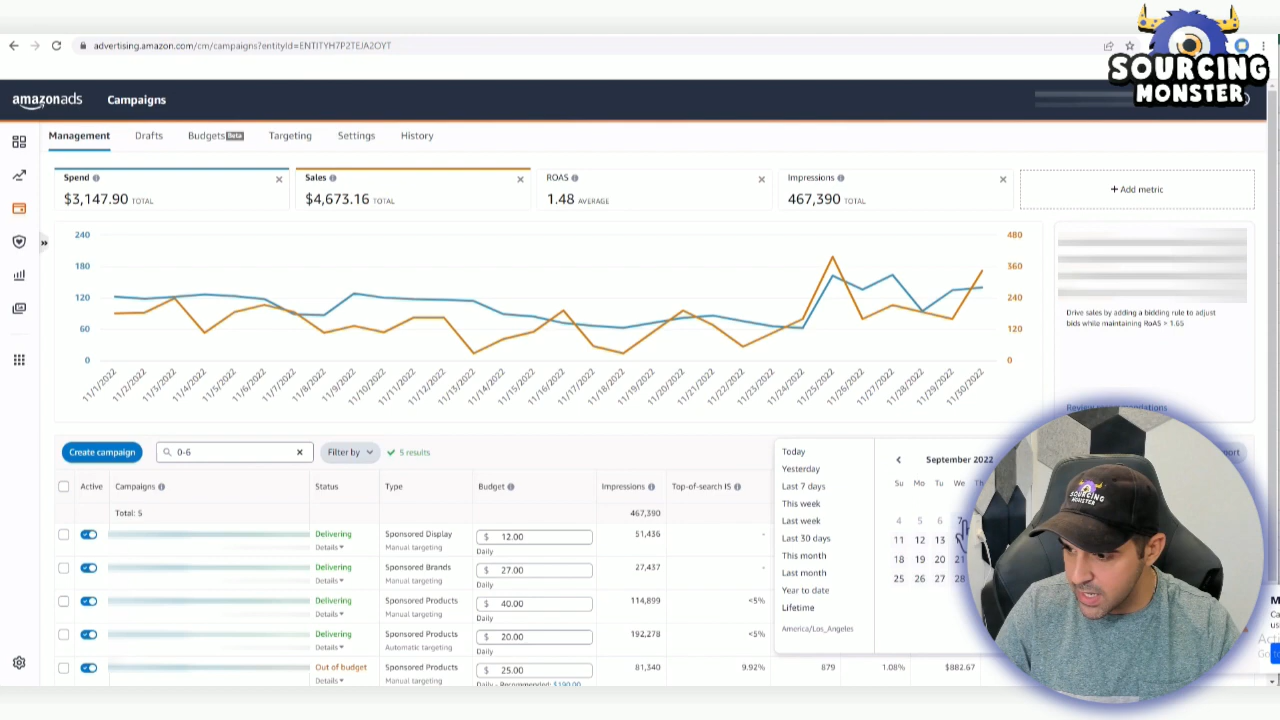 SOURCING
MONSTER
advertising.amazon.com/cm/campaigns?entityId=ENTITYH7P2TEJA2OYT
amazonads Campaigns
Management Drafts Budgets Beta Targeting Settings History
Spend Sales ROAS Impressions
$3,147.90 TOTAL $4,673.16 TOTAL 1.48 AVERAGE 467,390 TOTAL + Add metric
240 480
180 360
120 240
60 120
0 0
11/1/2022 11/2/2022 11/3/2022 11/4/2022 11/5/2022 11/6/2022 11/7/2022 11/8/2022 11/9/2022 11/10/2022 11/11/2022 11/12/2022 11/13/2022 11/14/2022 11/15/2022 11/16/2022 11/17/2022 11/18/2022 11/19/2022 11/20/2022 11/21/2022 11/22/2022 11/23/2022 11/24/2022 11/25/2022 11/26/2022 11/27/2022 11/28/2022 11/29/2022 11/30/2022
Drive sales by adding a bidding rule to adjust
bids while maintaining RoAS > 1.65
Create campaign 0-6 Filter by 5 results
Active Campaigns Status Type Budget Impressions Top-of-search IS
Total: 5 467,390
Delivering Sponsored Display $ 12.00 51,436 -
Details Manual targeting Daily
Delivering Sponsored Brands $ 27.00 27,437 -
Details Manual targeting Daily
Delivering Sponsored Products $ 40.00 114,899 <5%
Details Manual targeting Daily
Delivering Sponsored Products $ 20.00 192,278 <5%
Details Automatic targeting Daily
Out of budget Sponsored Products $ 25.00 81,340 9.92% 879 1.08% $882.67
Details Manual targeting Daily - Recommended: $190.00
Today
Yesterday
Last 7 days
This week
Last week
Last 30 days
This month
Last month
Year to date
Lifetime
America/Los_Angeles
September 2022
Su Mo Tu We
4 5 6 7
11 12 13
18 19 20 21
25 26 27 28
SOURCING
MONSTER